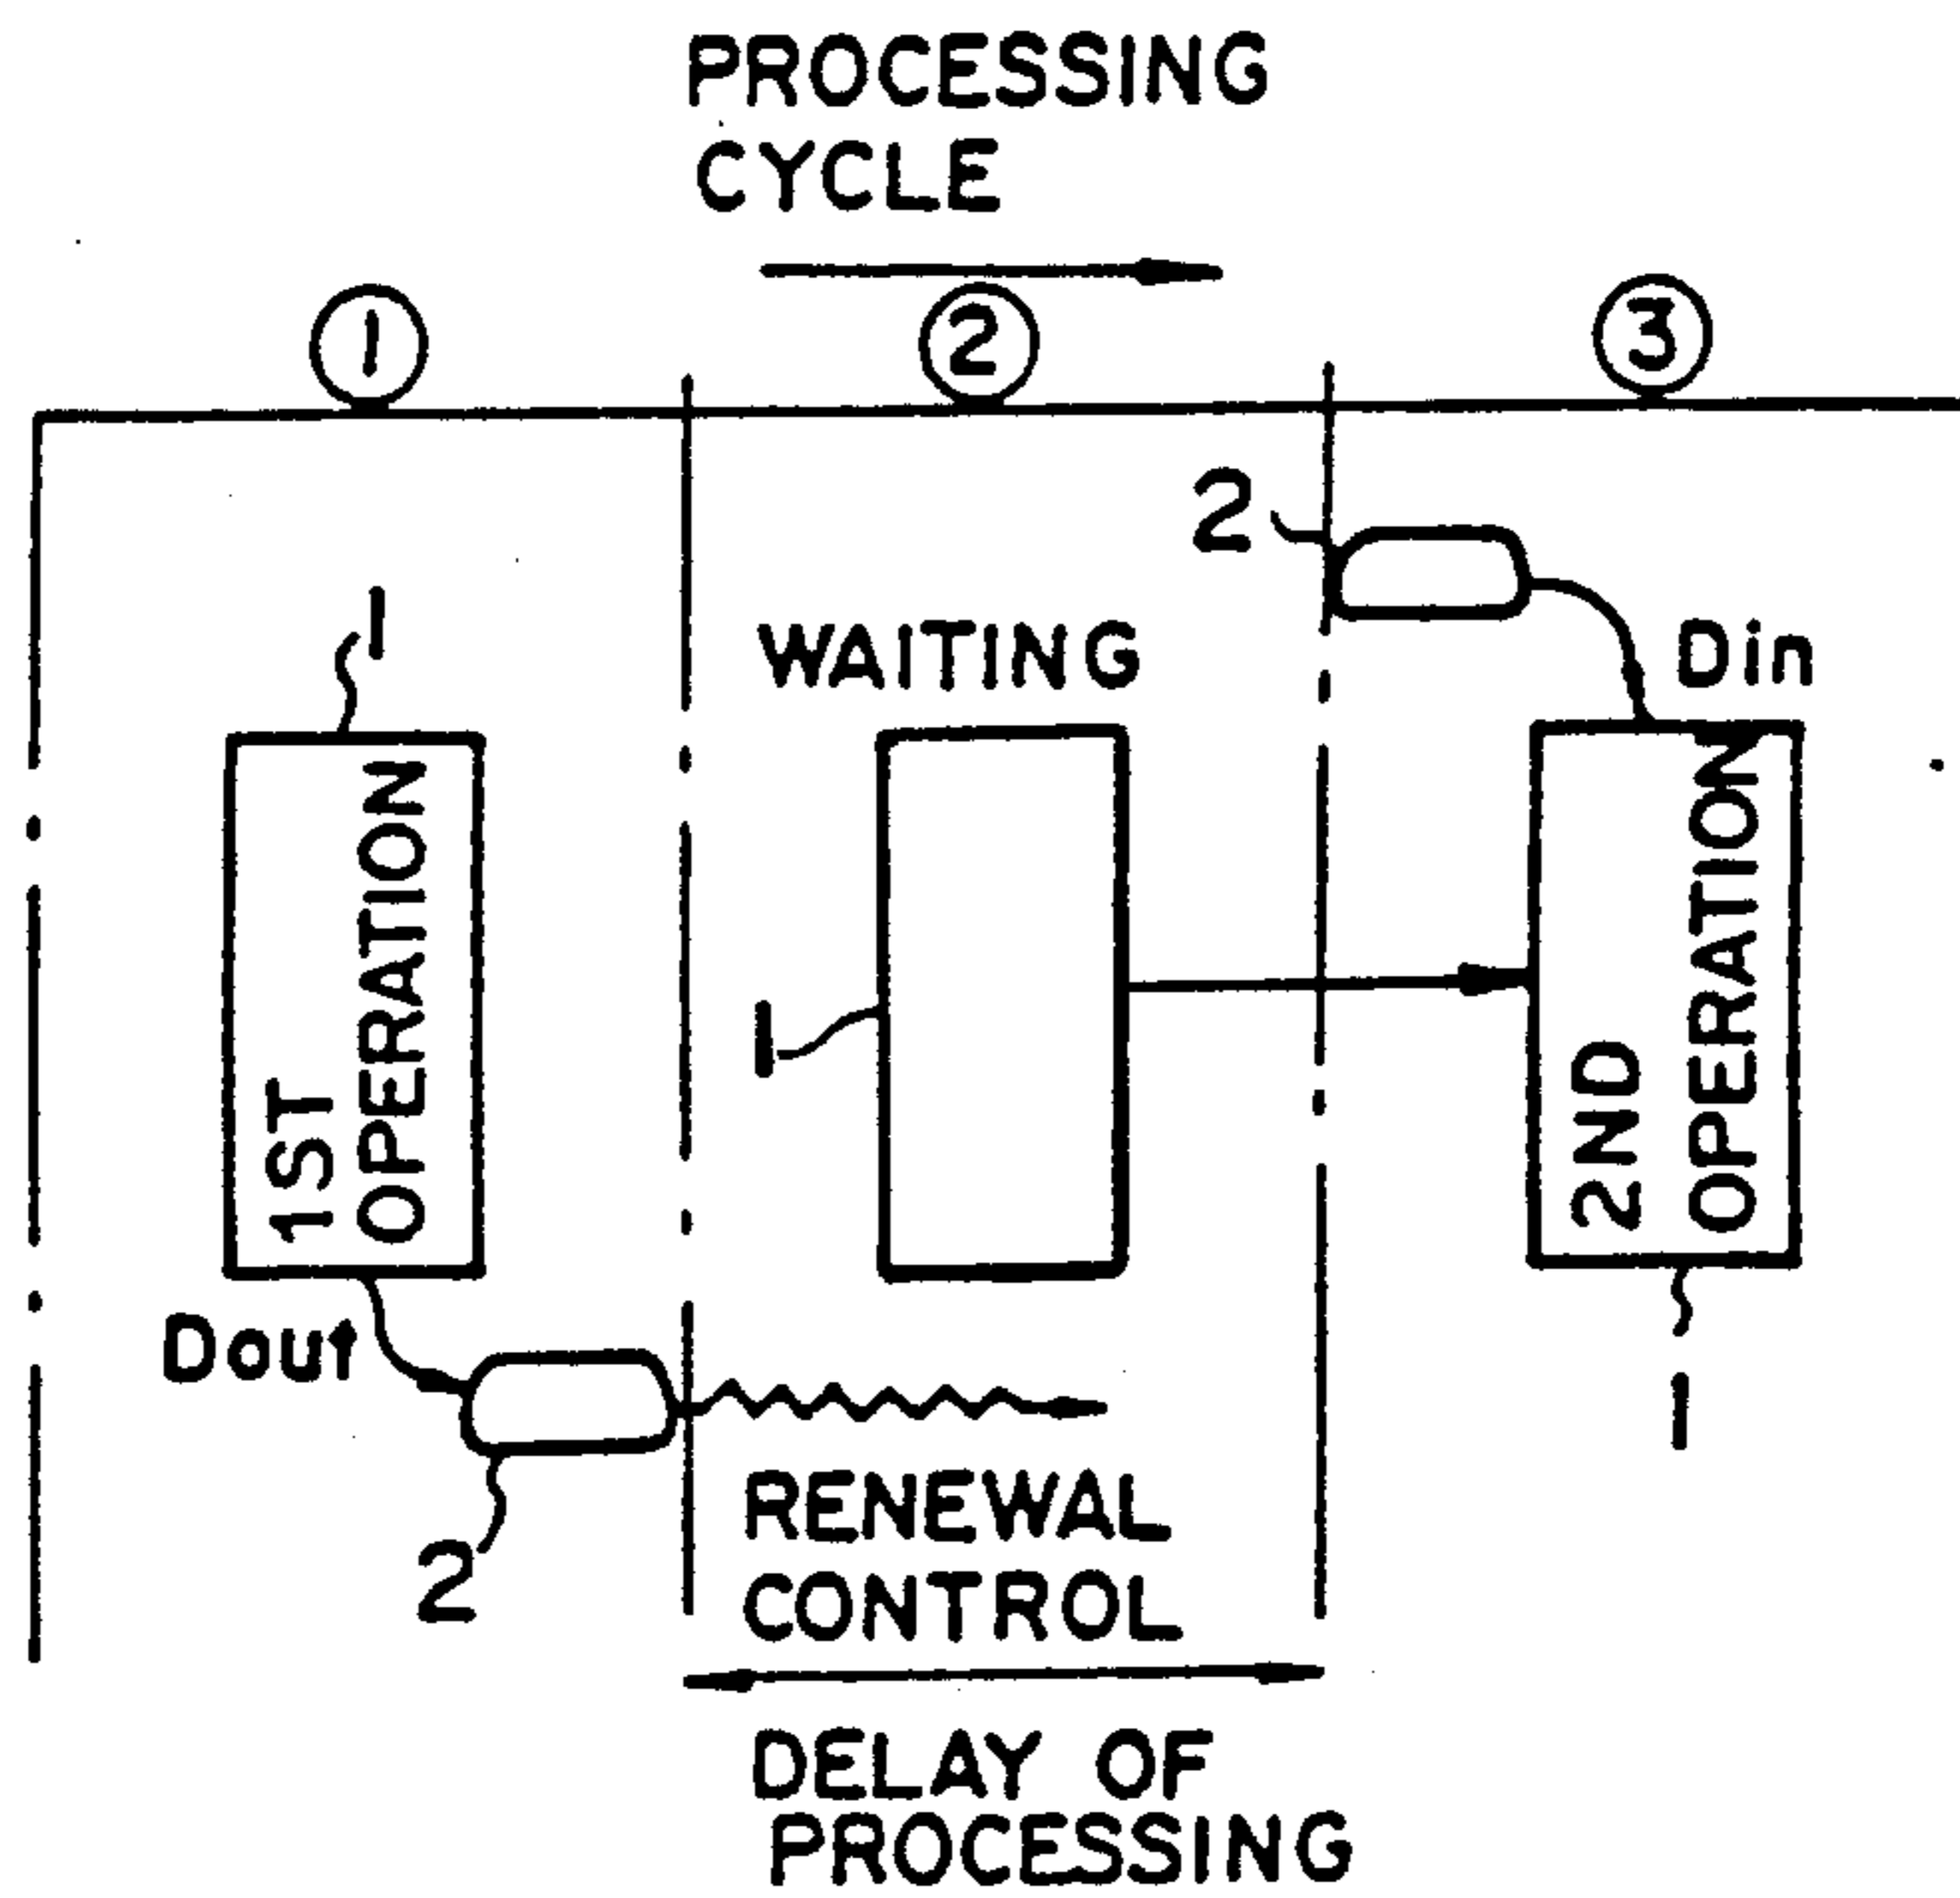 PROCESSING
CYCLE
1
2
3
2
1
WAITING
Din
1ST
OPERATION
1
2ND
OPERATION
Dout
1
2
RENEWAL
CONTROL
DELAY OF
PROCESSING